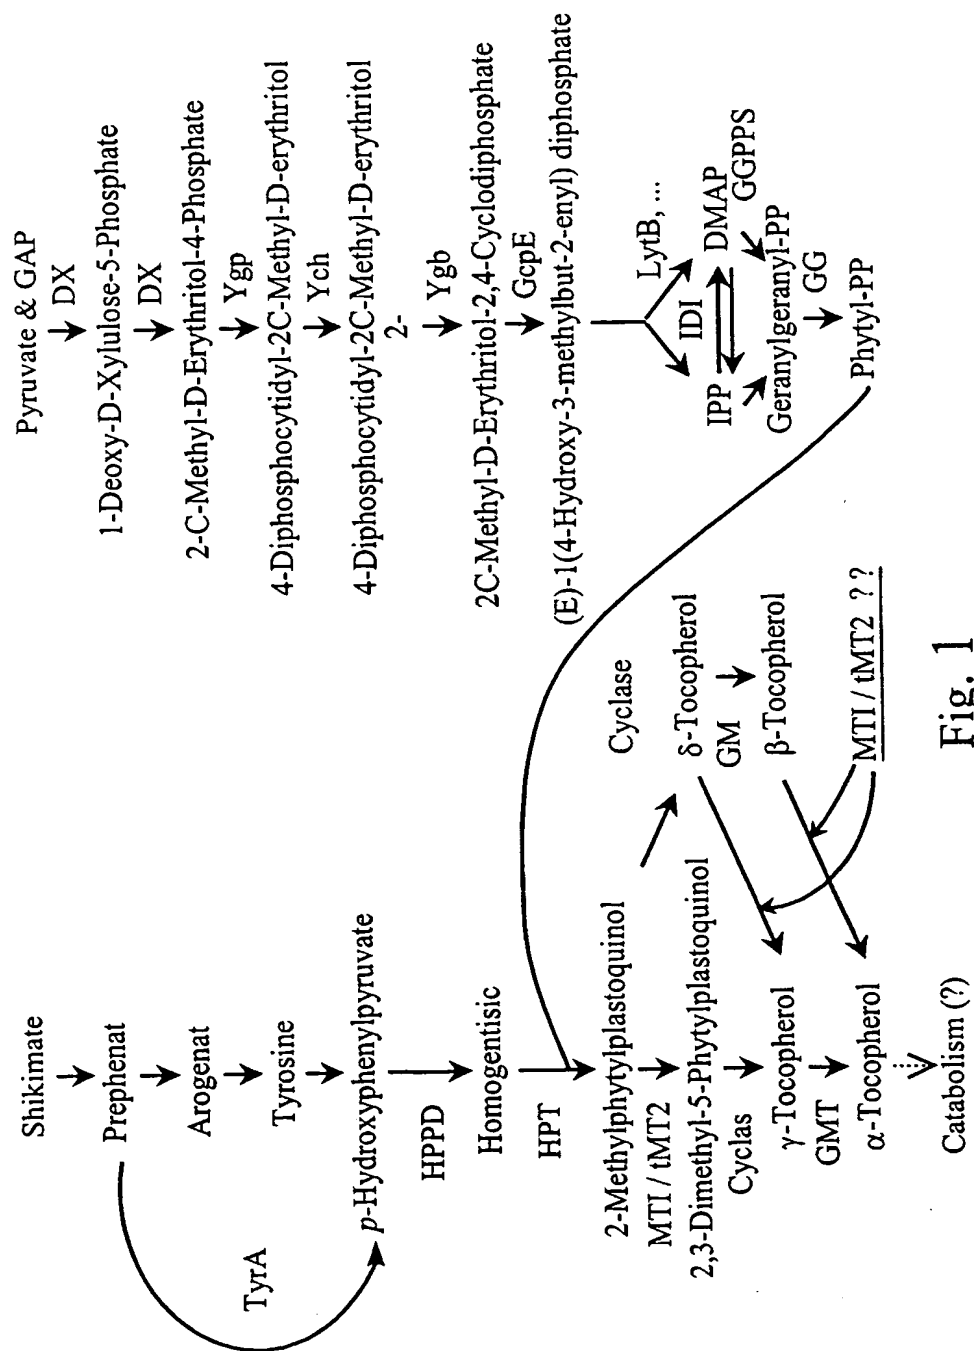 Shikimate
Prephenat
Arogenat
TyrA
Tyrosine
p-Hydroxyphenylpyruvate
HPPD
Homogentisic
HPT
2-Methylphytylplastoquinol
MTI / tMT2
2,3-Dimethyl-5-Phytylplastoquinol
Cyclas
γ-Tocopherol
GMT
α-Tocopherol
Catabolism (?)
Cyclase
δ-Tocopherol
GM
β-Tocopherol
MTI / tMT2 ??
Pyruvate & GAP
DX
1-Deoxy-D-Xylulose-5-Phosphate
DX
2-C-Methyl-D-Erythritol-4-Phosphate
Ygp
4-Diphosphocytidyl-2C-Methyl-D-erythritol
Ych
4-Diphosphocytidyl-2C-Methyl-D-erythritol
2-
Ygb
2C-Methyl-D-Erythritol-2,4-Cyclodiphosphate
GcpE
(E)-1(4-Hydroxy-3-methylbut-2-enyl) diphosphate
LytB, ...
IDI
IPP
DMAP
GGPPS
Geranylgeranyl-PP
GG
Phytyl-PP
Fig. 1